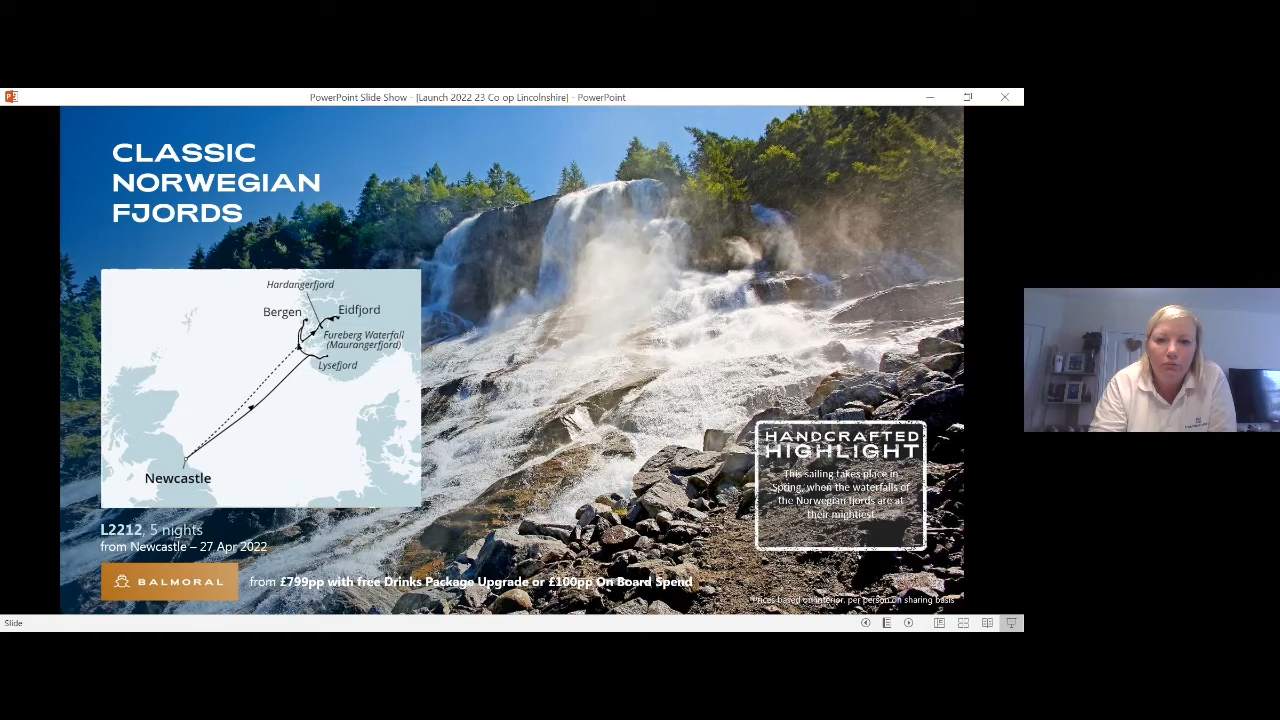 PowerPoint Slide Show - [Launch 2022 23 Co op Lincolnshire] - PowerPoint
CLASSIC
NORWEGIAN
FJORDS
Hardangerfjord
Bergen
Eidfjord
Fureberg Waterfall
(Maurangerfjord)
Lysefjord
Newcastle
L2212, 5 nights
from Newcastle – 27 Apr 2022
BALMORAL
from £799pp with free Drinks Package Upgrade or £100pp On Board Spend
HANDCRAFTED
HIGHLIGHT
This sailing takes place in
Spring, when the waterfalls of
the Norwegian fjords are at
their mightiest
*Prices based on interior, per person on sharing basis
Slide